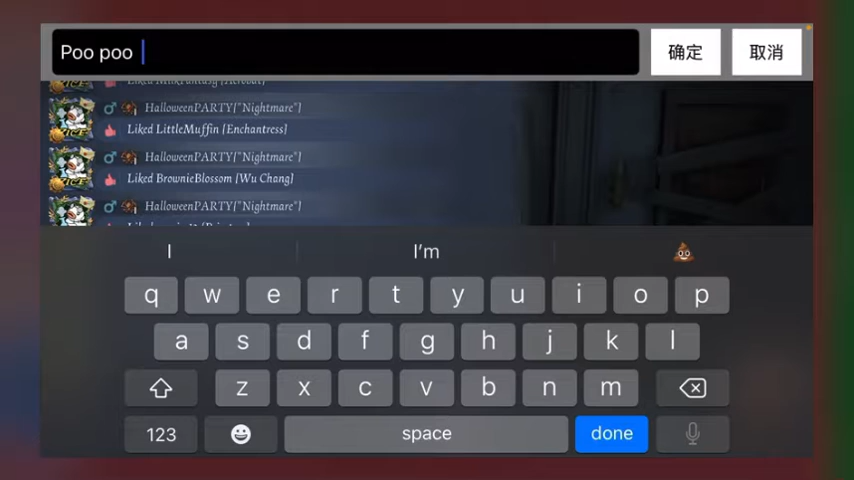 Poo poo
确定
取消
HalloweenPARTY["Nightmare"]
Liked LittleMuffin [Enchantress]
HalloweenPARTY["Nightmare"]
Liked BrownieBlossom [Wu Chang]
HalloweenPARTY["Nightmare"]
I
I'm
q w e r t y u i o p
a s d f g h j k l
z x c v b n m
123
space
done